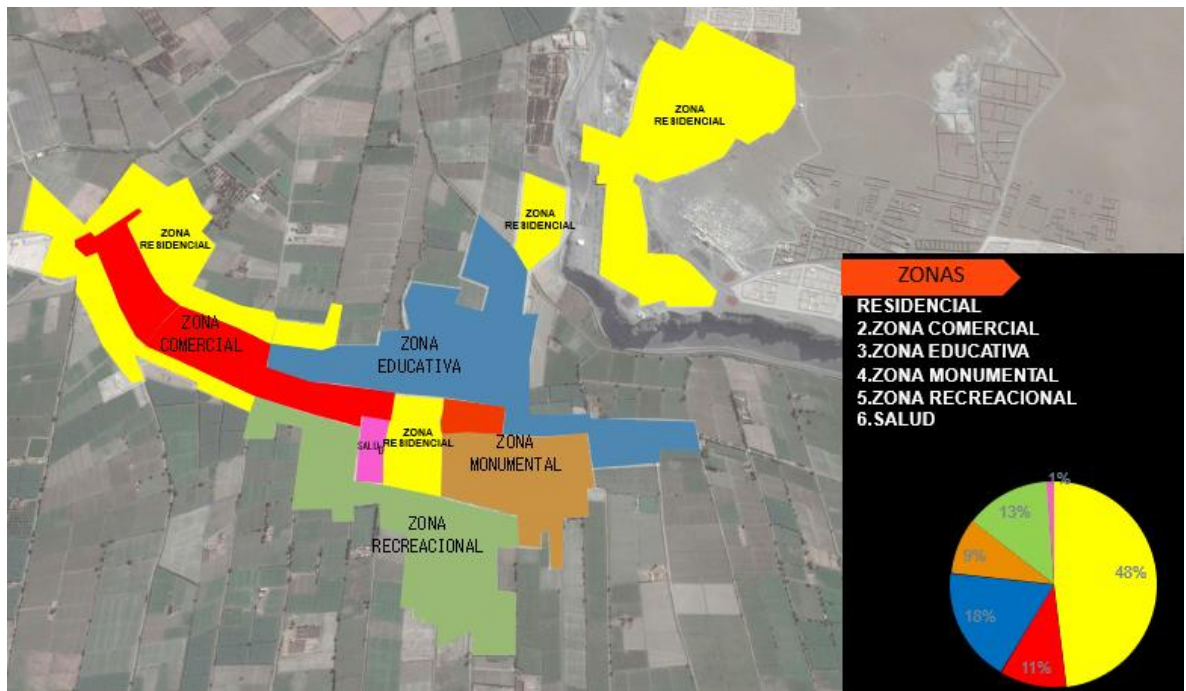 ZONA
RESIDENCIAL
ZONA
RESIDENCIAL
ZONA
RESIDENCIAL
ZONA
COMERCIAL
ZONA
EDUCATIVA
SALUD
ZONA
RESIDENCIAL
ZONA
MONUMENTAL
ZONA
RECREACIONAL
ZONAS
RESIDENCIAL
2.ZONA COMERCIAL
3.ZONA EDUCATIVA
4.ZONA MONUMENTAL
5.ZONA RECREACIONAL
6.SALUD
1%
13%
9%
48%
18%
11%